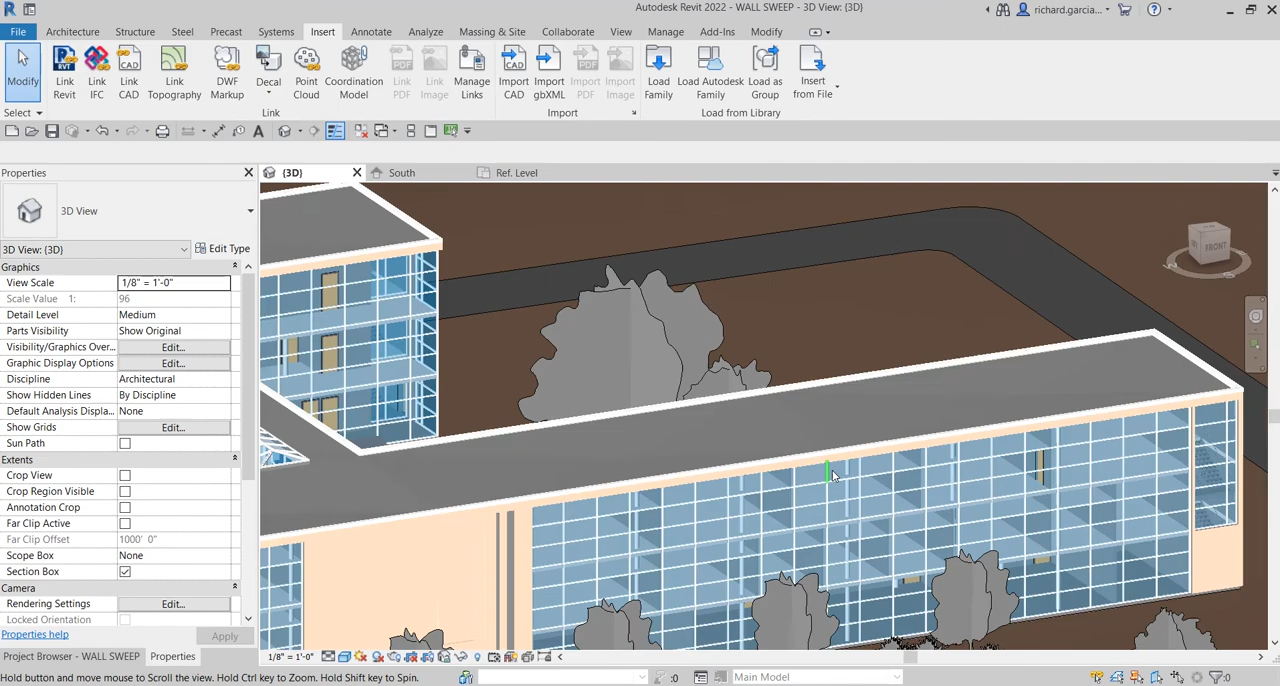 Autodesk Revit 2022 - WALL SWEEP - 3D View: {3D}
richard.garcia...
File Architecture Structure Steel Precast Systems Insert Annotate Analyze Massing & Site Collaborate View Manage Add-Ins Modify
Modify
Link Revit
Link IFC
Link CAD
Link Topography
DWF Markup
Decal
Point Cloud
Coordination Model
Link PDF
Link Image
Manage Links
Import CAD
Import gbXML
Import PDF
Import Image
Load Family
Load Autodesk Family
Load as Group
Insert from File
Select
Link
Import
Load from Library
Properties
{3D}
South
Ref. Level
3D View
3D View: {3D}
Edit Type
Graphics
View Scale 1/8" = 1'-0"
Scale Value 1: 96
Detail Level Medium
Parts Visibility Show Original
Visibility/Graphics Over... Edit...
Graphic Display Options Edit...
Discipline Architectural
Show Hidden Lines By Discipline
Default Analysis Displa... None
Show Grids Edit...
Sun Path
Extents
Crop View
Crop Region Visible
Annotation Crop
Far Clip Active
Far Clip Offset 1000' 0"
Scope Box None
Section Box
Camera
Rendering Settings Edit...
Locked Orientation
Properties help
Apply
Project Browser - WALL SWEEP
Properties
FRONT
1/8" = 1'-0"
Hold button and move mouse to Scroll the view. Hold Ctrl key to Zoom. Hold Shift key to Spin.
:0
Main Model
:0